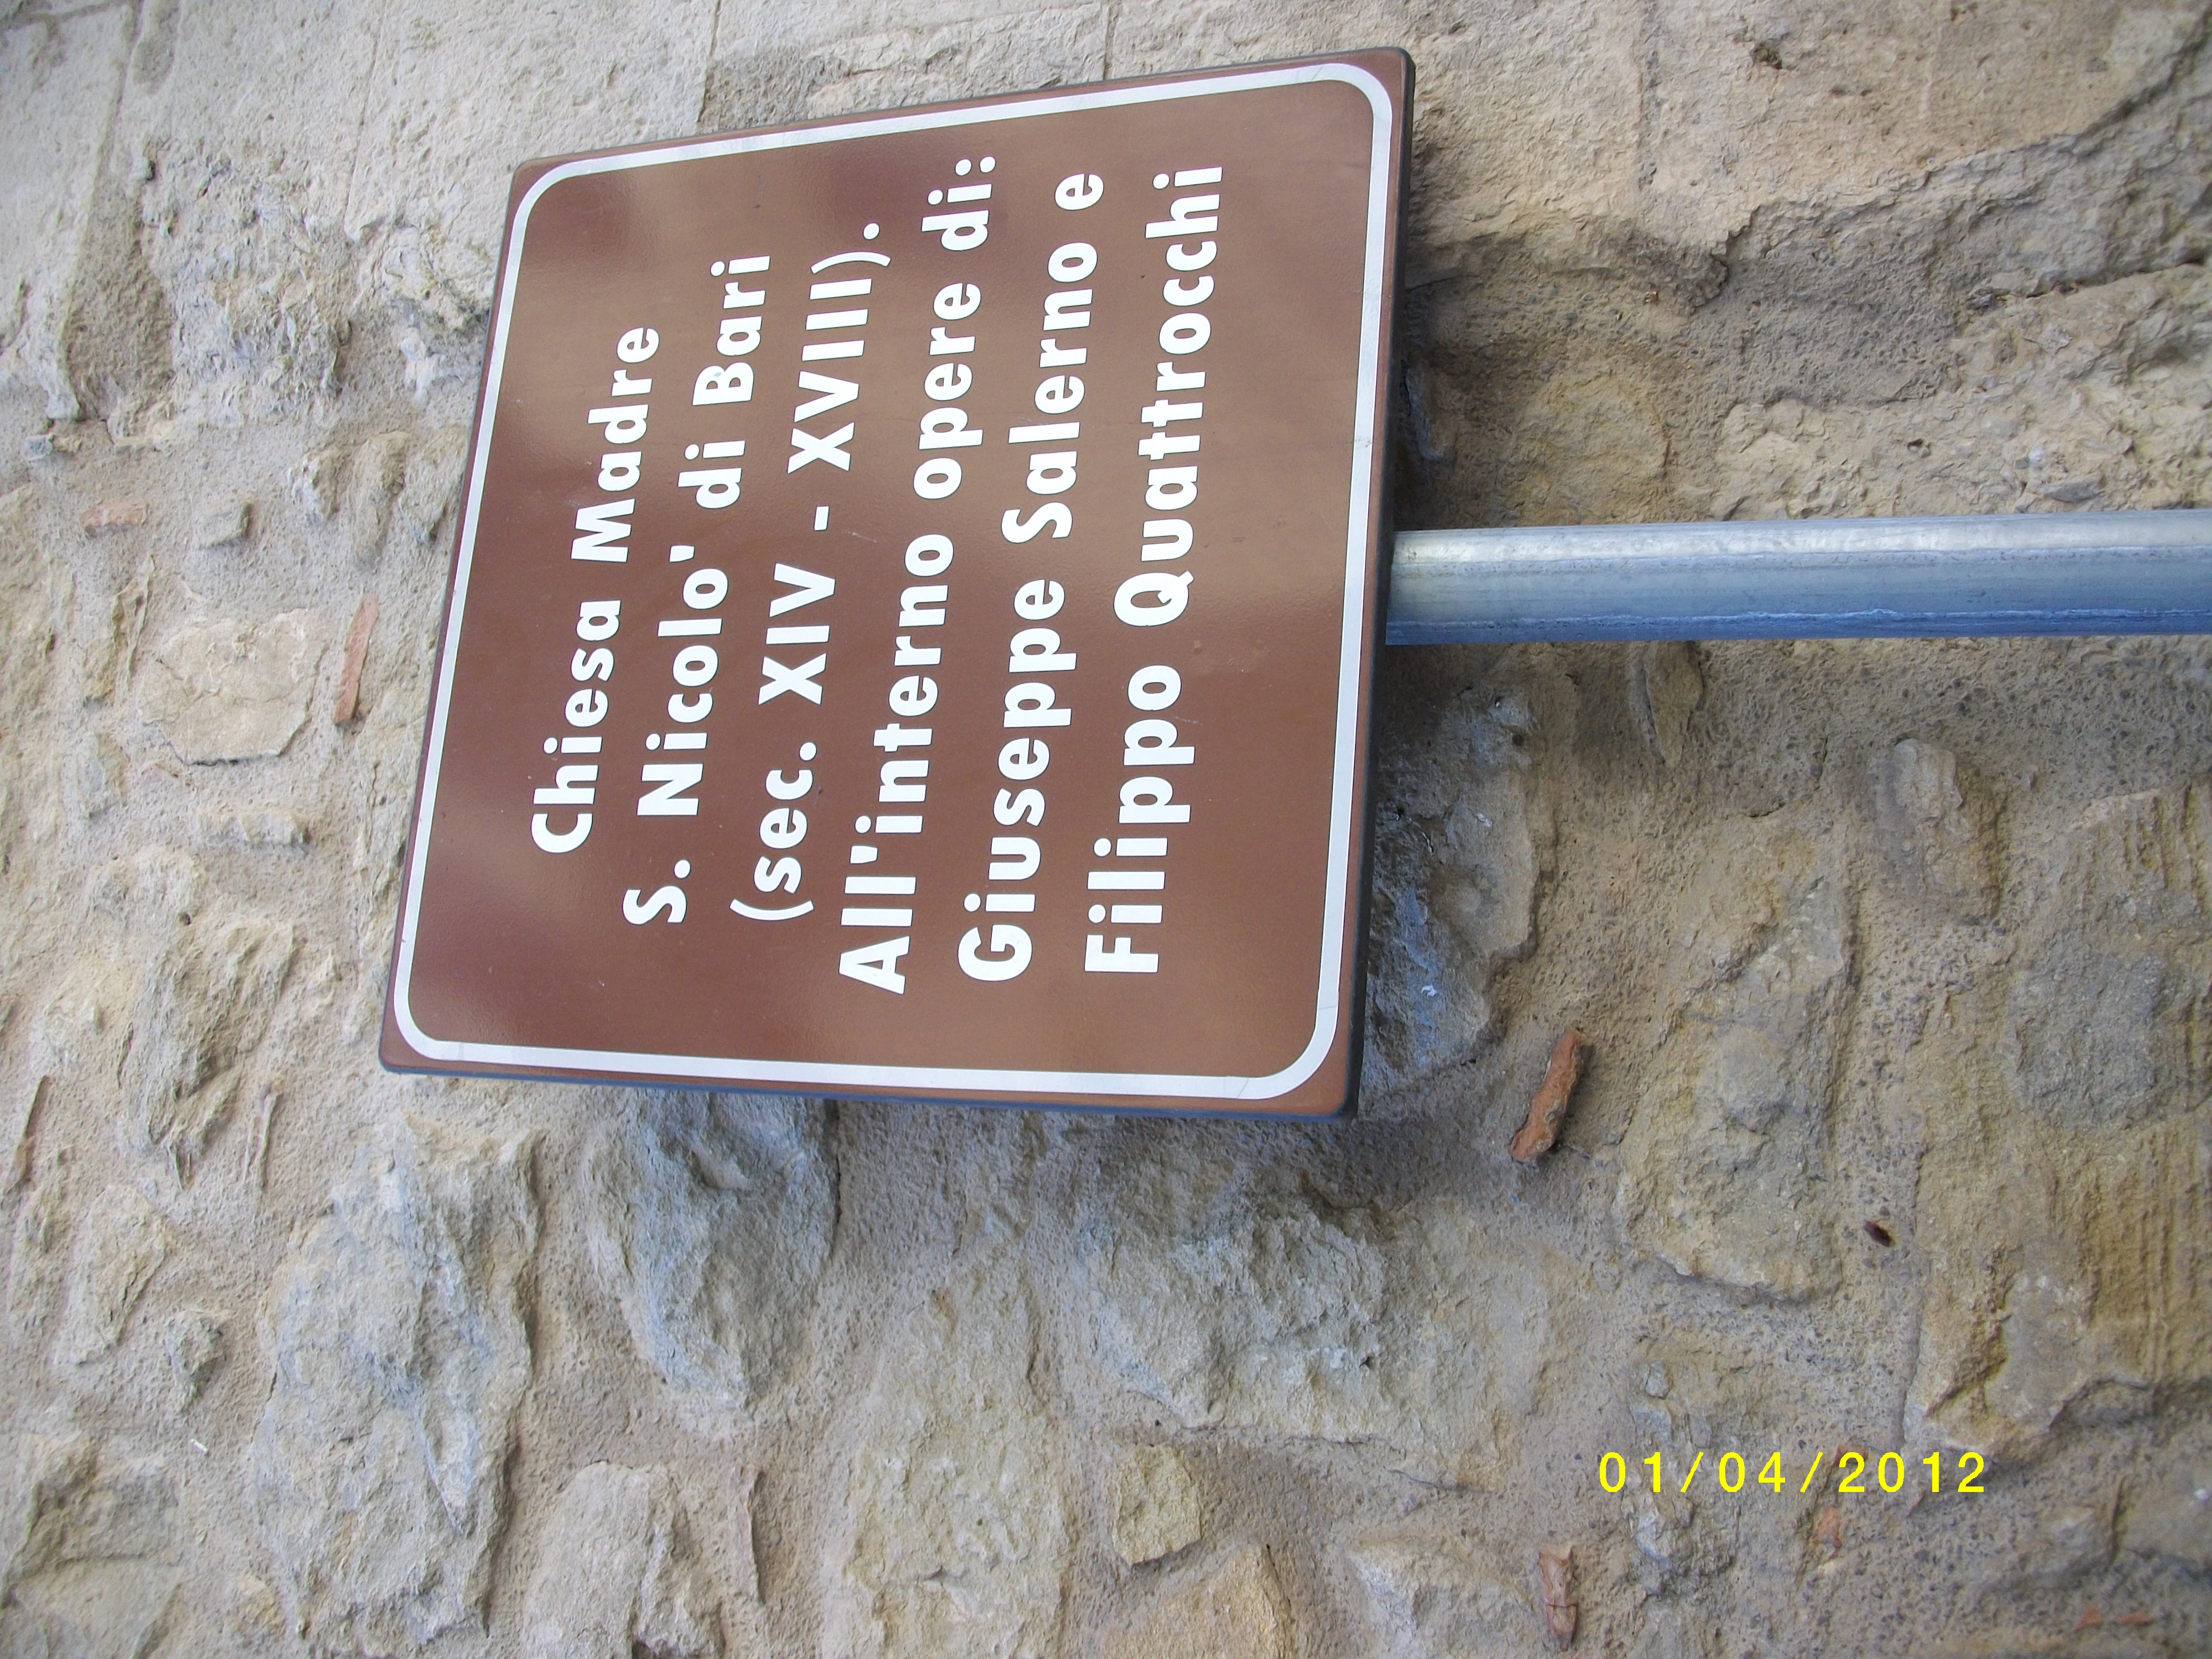 Chiesa Madre
S. Nicolo' di Bari
(sec. XIV - XVIII).
All'interno opere di:
Giuseppe Salerno e
Filippo Quattrocchi
01/04/2012